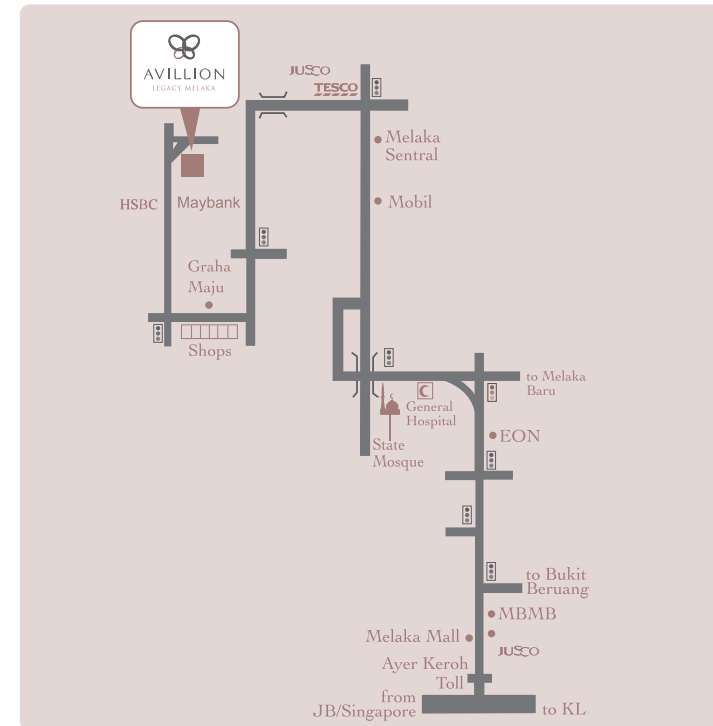 AVILLION
LEGACY MELAKA
JUSCO
TESCO
Melaka
Sentral
Mobil
HSBC
Maybank
Graha
Maju
Shops
to Melaka
Baru
General
Hospital
EON
State
Mosque
to Bukit
Beruang
MBMB
Melaka Mall
JUSCO
Ayer Keroh
Toll
from
JB/Singapore
to KL